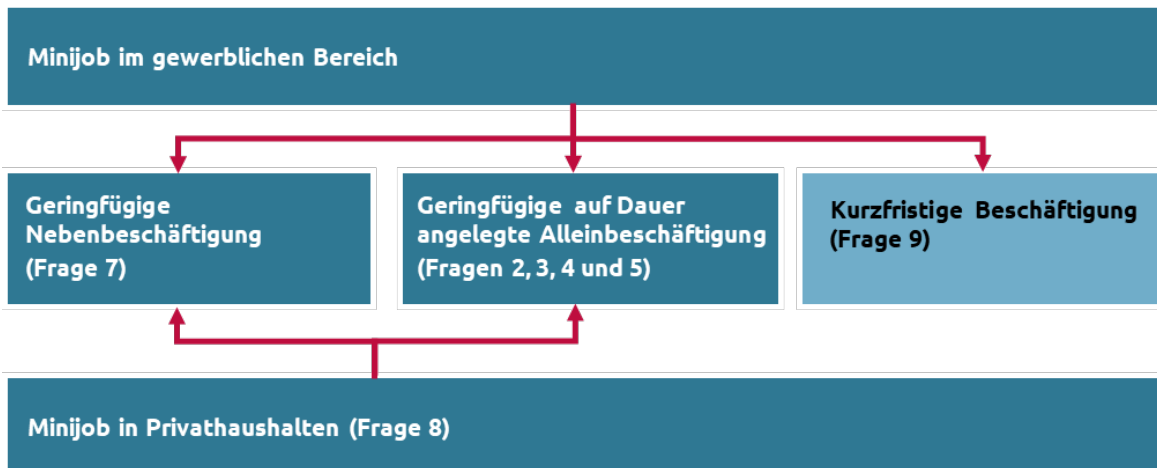 Minijob im gewerblichen Bereich
Geringfügige
Nebenbeschäftigung
(Frage 7)
Geringfügige auf Dauer
angelegte Alleinbeschäftigung
(Fragen 2, 3, 4 und 5)
Kurzfristige Beschäftigung
(Frage 9)
Minijob in Privathaushalten (Frage 8)